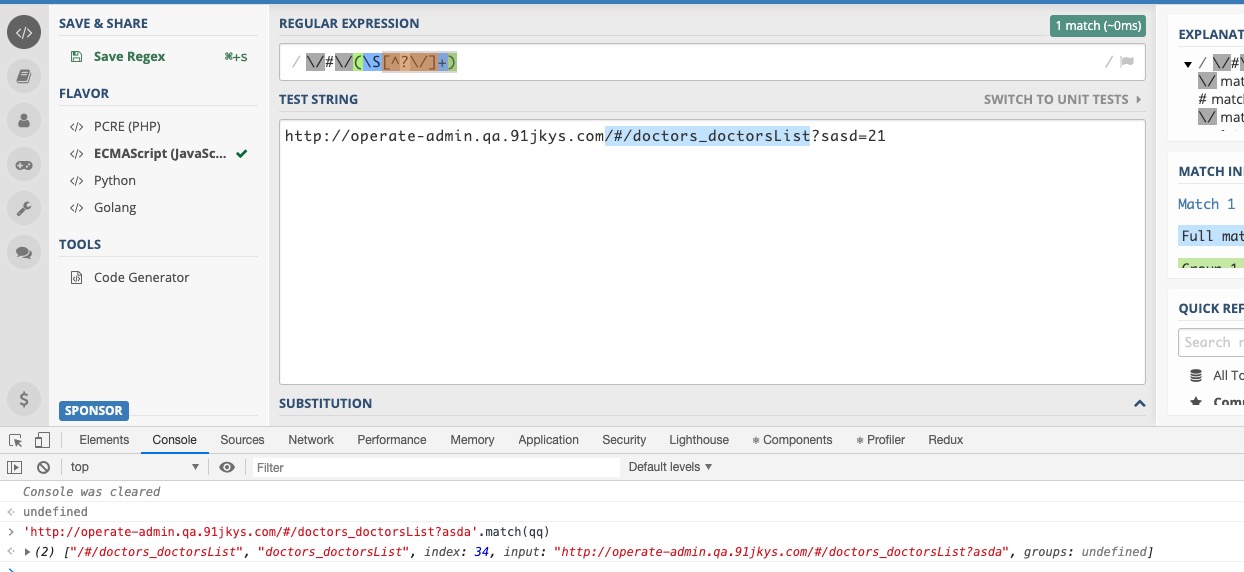 SAVE & SHARE
Save Regex ⌘+S
FLAVOR
</> PCRE (PHP)
</> ECMAScript (JavaSc... ✔
</> Python
</> Golang
TOOLS
Code Generator
SPONSOR
REGULAR EXPRESSION
1 match (~0ms)
/ \/#\/(\S[^?\/]+) /
TEST STRING
SWITCH TO UNIT TESTS
http://operate-admin.qa.91jkys.com/#/doctors_doctorsList?sasd=21
SUBSTITUTION
EXPLANAT
▼ / \/#\
\/ mat
# matc
\/ mat
MATCH IN
Match 1
Full mat
Group 1
QUICK REF
Search r
All To
Com
$
Elements Console Sources Network Performance Memory Application Security Lighthouse ⚛ Components ⚛ Profiler Redux
top ▼ Filter Default levels ▼
Console was cleared
undefined
> 'http://operate-admin.qa.91jkys.com/#/doctors_doctorsList?asda'.match(qq)
(2) ["/#/doctors_doctorsList", "doctors_doctorsList", index: 34, input: "http://operate-admin.qa.91jkys.com/#/doctors_doctorsList?asda", groups: undefined]